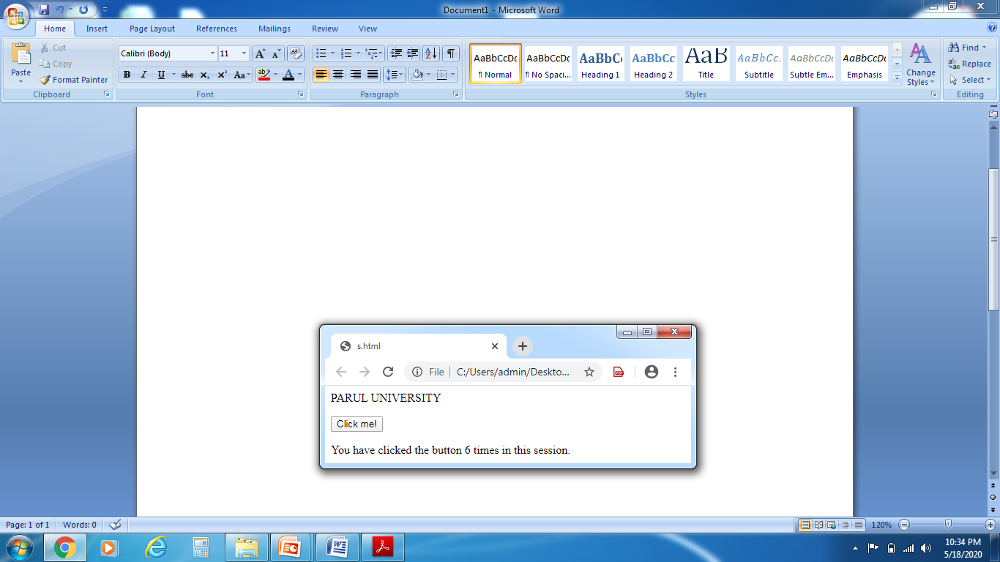 Document1 - Microsoft Word
Home Insert Page Layout References Mailings Review View
Paste
Cut
Copy
Format Painter
Clipboard
Calibri (Body) 11
B I U abc x₂ x² Aa
Font
Paragraph
AaBbCcDc AaBbCcDc AaBbC AaBbCc AaB AaBbCc. AaBbCcDc AaBbCcDc
¶ Normal ¶ No Spaci... Heading 1 Heading 2 Title Subtitle Subtle Em... Emphasis
Change
Styles
Styles
Find
Replace
Select
Editing
s.html
File C:/Users/admin/Deskto...
PARUL UNIVERSITY
Click me!
You have clicked the button 6 times in this session.
Page: 1 of 1 Words: 0 120%
10:34 PM
5/18/2020